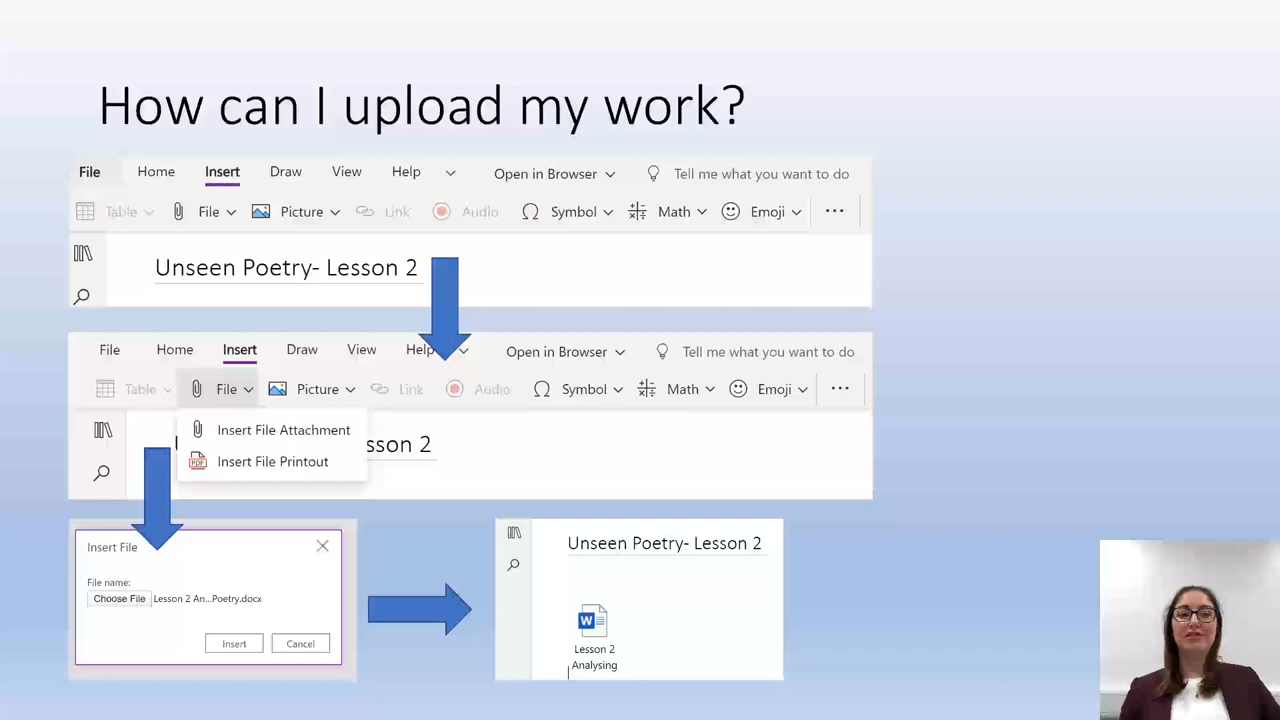 How can I upload my work?
File Home Insert Draw View Help Open in Browser Tell me what you want to do
Table File Picture Link Audio Symbol Math Emoji ...
Unseen Poetry- Lesson 2
File Home Insert Draw View Help Open in Browser Tell me what you want to do
Table File Picture Link Audio Symbol Math Emoji ...
Insert File Attachment
sson 2
PDF Insert File Printout
Insert File
File name:
Choose File Lesson 2 An...Poetry.docx
Insert Cancel
Unseen Poetry- Lesson 2
W
Lesson 2
Analysing